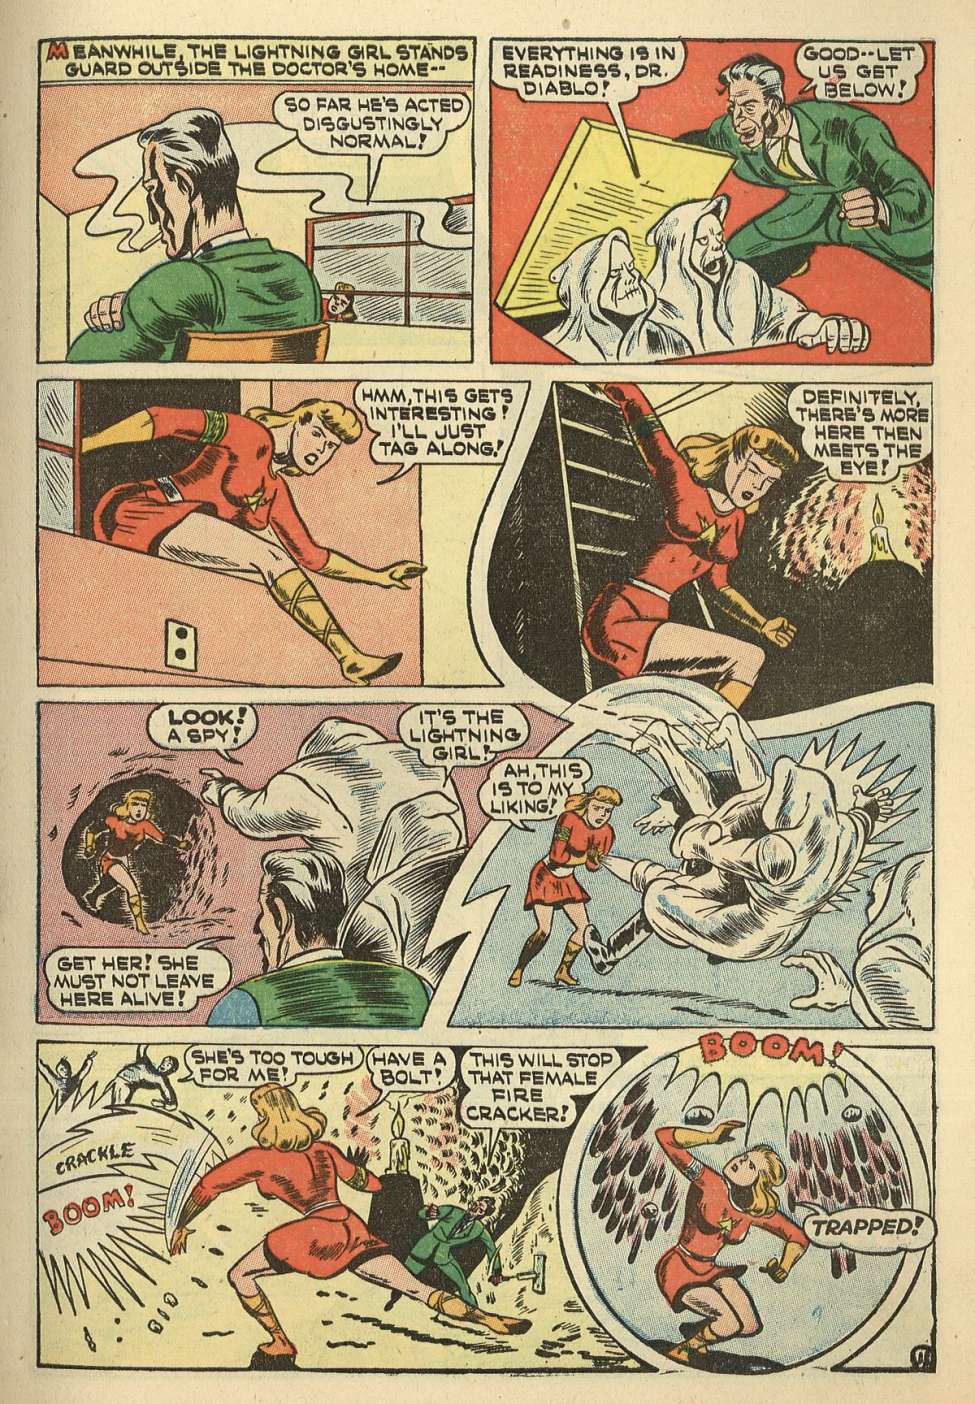 MEANWHILE, THE LIGHTNING GIRL STANDS
GUARD OUTSIDE THE DOCTOR'S HOME--
SO FAR HE'S ACTED
DISGUSTINGLY
NORMAL!
EVERYTHING IS IN
READINESS, DR.
DIABLO!
GOOD--LET
US GET
BELOW!
HMM, THIS GETS
INTERESTING!
I'LL JUST
TAG ALONG!
DEFINITELY,
THERE'S MORE
HERE THEN
MEETS THE
EYE!
LOOK!
A SPY!
IT'S THE
LIGHTNING
GIRL!
GET HER! SHE
MUST NOT LEAVE
HERE ALIVE!
AH, THIS
IS TO MY
LIKING!
SHE'S TOO TOUGH
FOR ME!
HAVE A
BOLT!
CRACKLE
BOOM!
THIS WILL STOP
THAT FEMALE
FIRE
CRACKER!
BOOM!
TRAPPED!
11